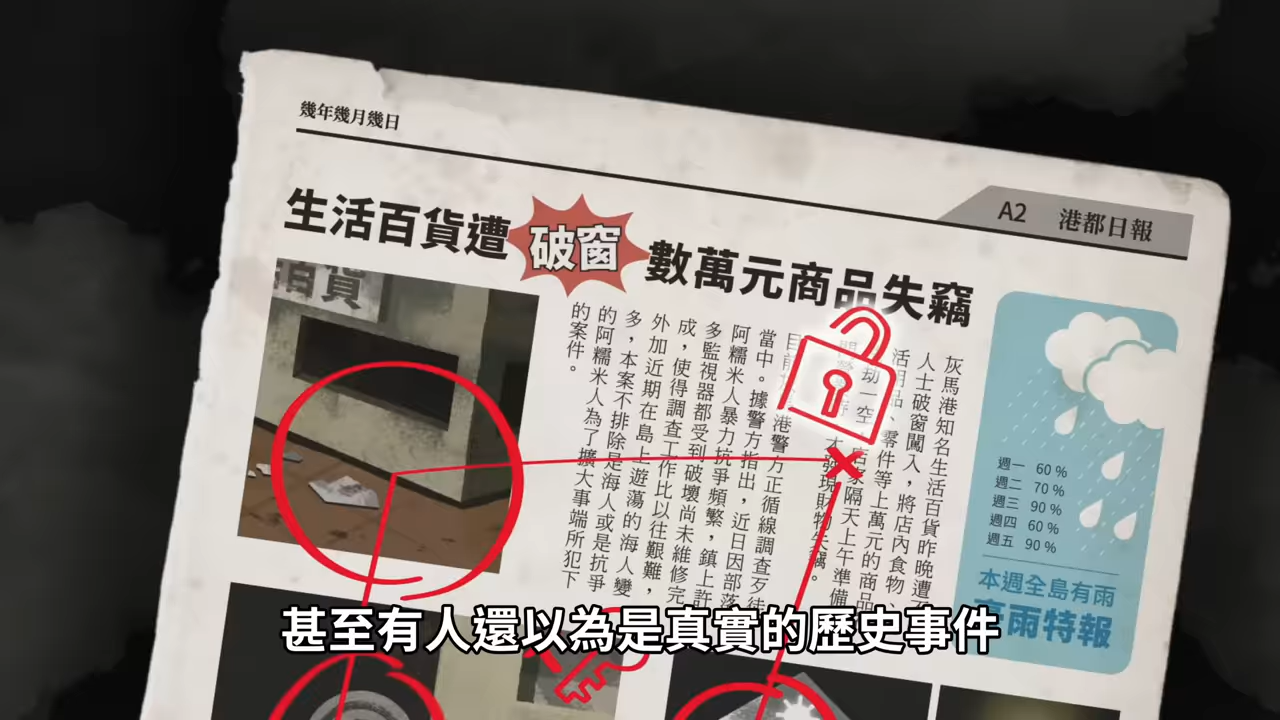 幾年幾月幾日
A2 港都日報
生活百貨遭破窗數萬元商品失竊
百貨
灰馬港知名生活百貨昨晚遭
人士破窗闖入，將店內食物、
活用品、零件等上萬元的商品
劫一空，店家隔天上午準備
才發現財物失竊。
港警方正循線調查歹徒
當中。據警方指出，近日因部落
阿糯米人暴力抗爭頻繁，鎮上許
多監視器都受到破壞尚未維修完
成，使得調查工作比以往艱難，
外加近期在島上遊蕩的海人變
多，本案不排除是海人或是抗爭
的阿糯米人為了擴大事端所犯下
的案件。
週一 60%
週二 70%
週三 90%
週四 60%
週五 90%
本週全島有雨
豪雨特報
甚至有人還以為是真實的歷史事件